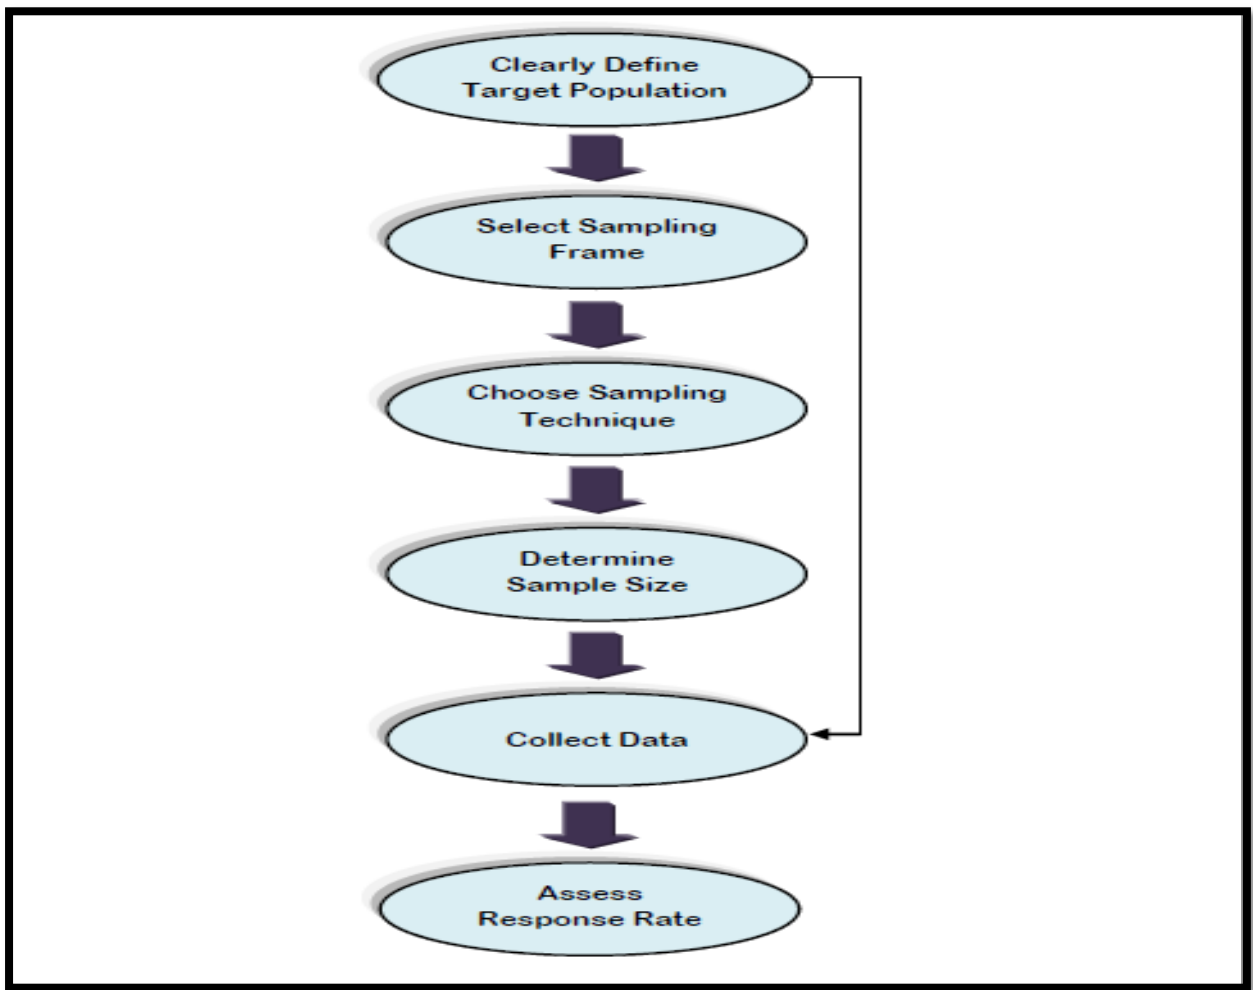 Clearly Define
Target Population
Select Sampling
Frame
Choose Sampling
Technique
Determine
Sample Size
Collect Data
Assess
Response Rate